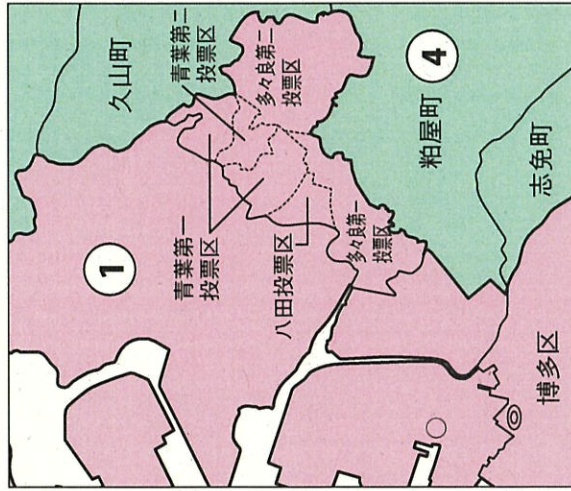 久山町
青葉第二
投票区
多々良第二
投票区
1
4
青葉第一
投票区
粕屋町
八田投票区
多々良第一
投票区
志免町
博多区